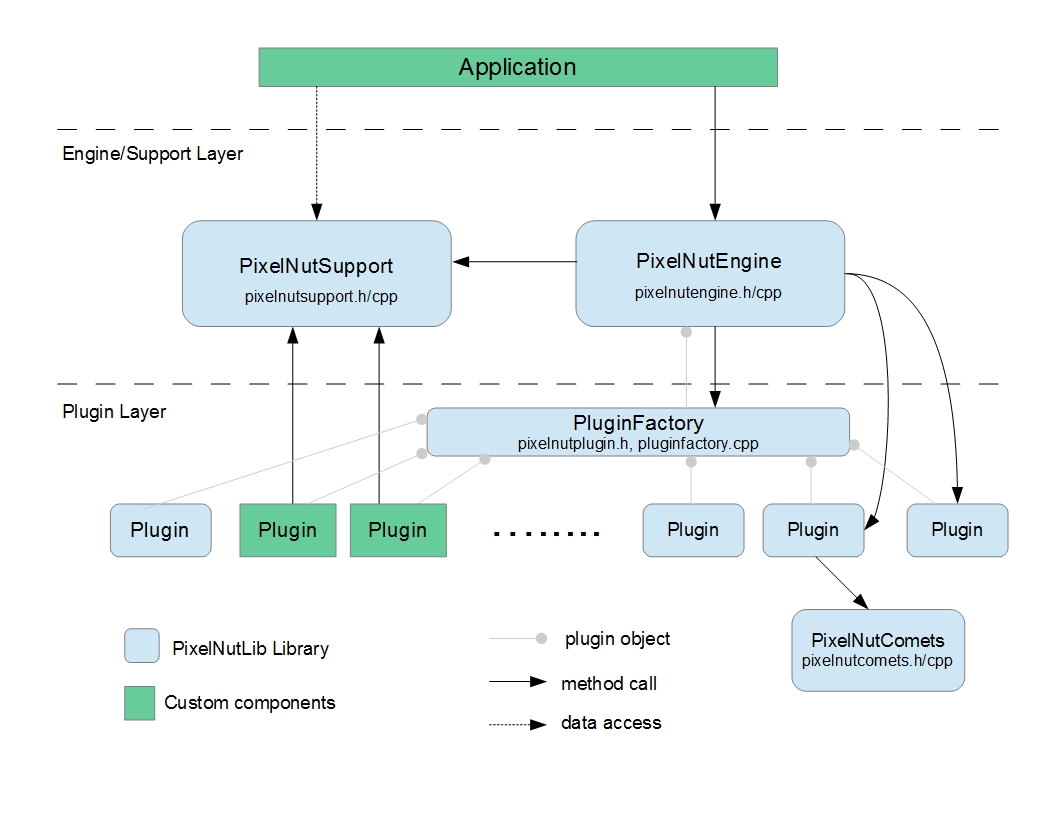 Application
Engine/Support Layer
PixelNutSupport
pixelnutsupport.h/cpp
PixelNutEngine
pixelnutengine.h/cpp
Plugin Layer
PluginFactory
pixelnutplugin.h, pluginfactory.cpp
Plugin
Plugin
Plugin
Plugin
Plugin
Plugin
PixelNutComets
pixelnutcomets.h/cpp
PixelNutLib Library
Custom components
plugin object
method call
data access